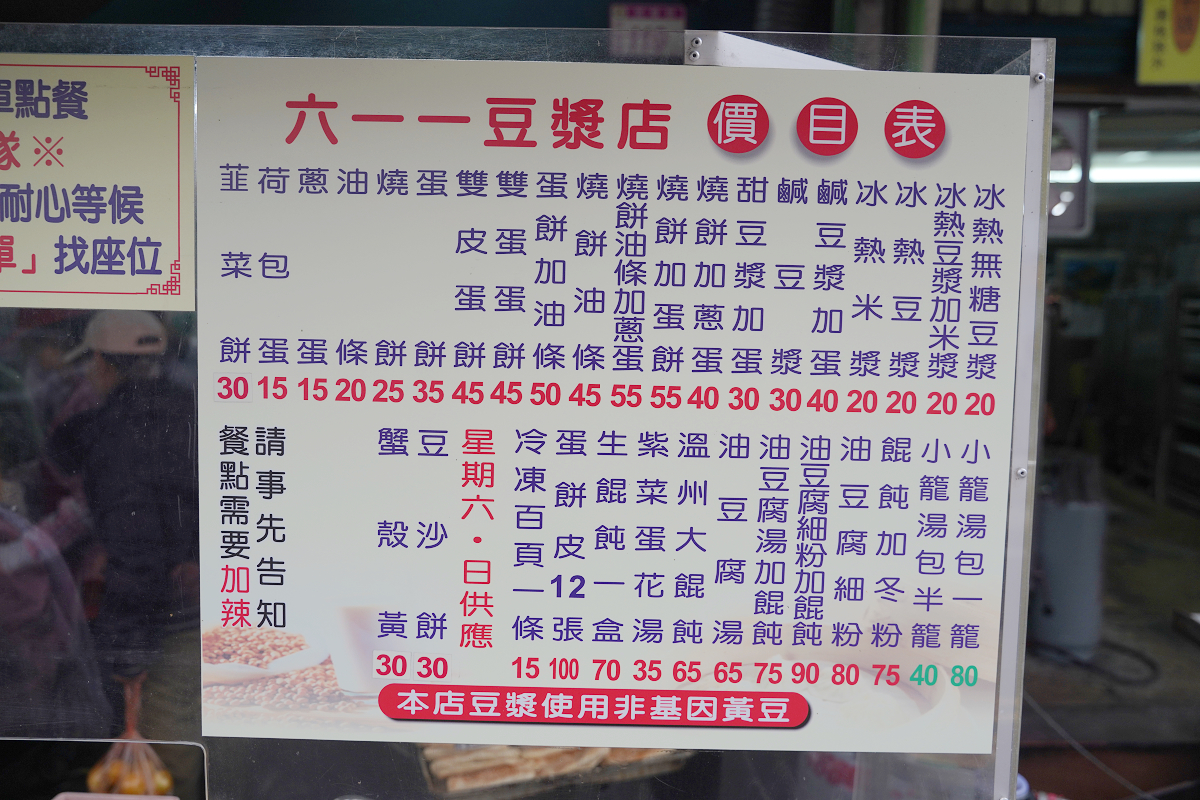 點餐
※
耐心等候
單」找座位
六一一豆漿店 價目表
冰熱無糖豆漿 20
冰熱豆漿加米漿 20
冰熱豆漿 20
冰熱米漿 20
鹹豆漿加蛋 40
鹹豆漿 30
甜豆漿加蛋 30
燒餅加蔥蛋 40
燒餅加蛋餅 55
燒餅油條加蔥蛋 55
燒餅油條 45
蛋餅加油條 50
雙蛋蛋餅 45
雙皮蛋餅 45
蛋餅 35
燒餅 25
油條 20
蔥蛋 15
荷包蛋 15
韮菜餅 30
小籠湯包一籠 80
小籠湯包半籠 40
餛飩加冬粉 75
油豆腐細粉 80
油豆腐細粉加餛飩 90
油豆腐湯加餛飩 75
油豆腐湯 65
溫州大餛飩 65
紫菜蛋花湯 35
生餛飩一盒 70
蛋餅皮12張 100
冷凍百頁一條 15
星期六·日供應
豆沙餅 30
蟹殼黃 30
請事先告知
餐點需要加辣
本店豆漿使用非基因黃豆